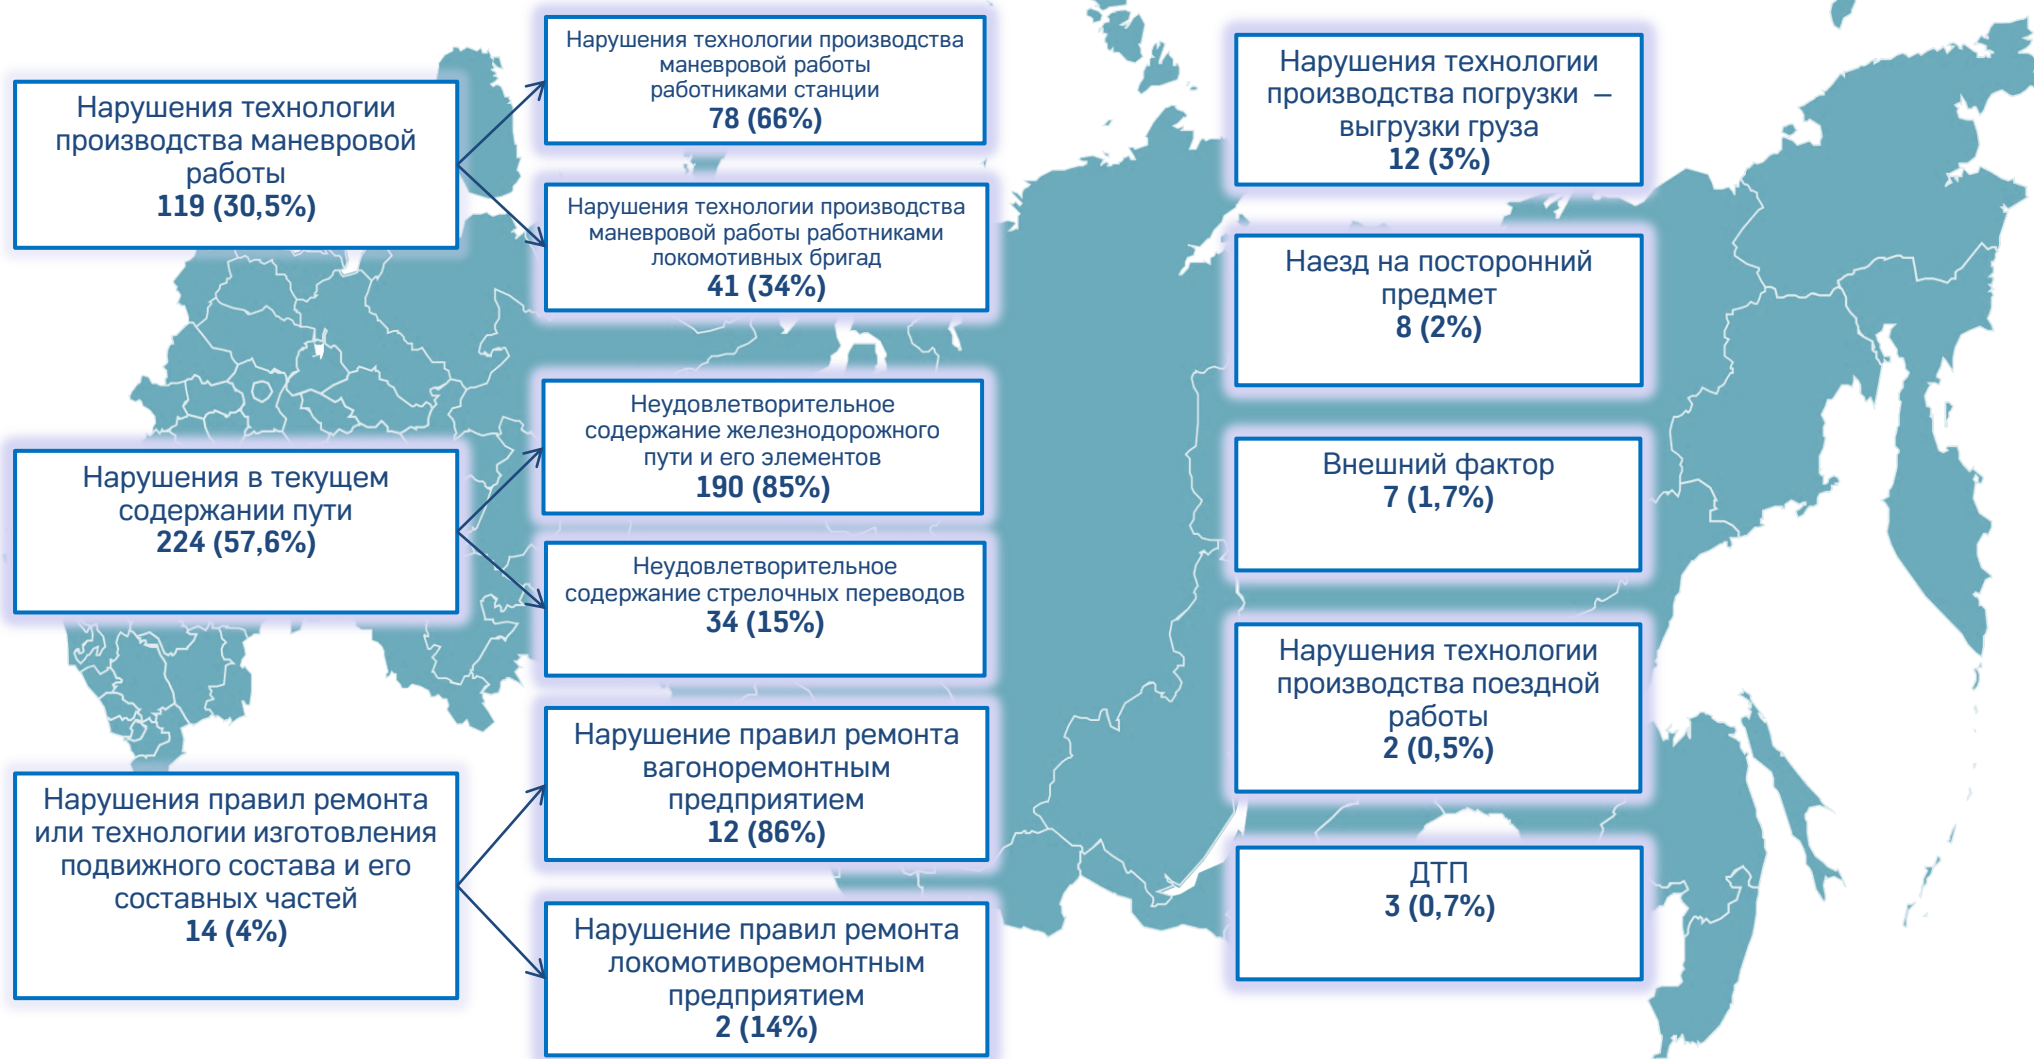 Нарушения технологии
производства маневровой
работы
119 (30,5%)
Нарушения технологии производства
маневровой работы
работниками станции
78 (66%)
Нарушения технологии производства
маневровой работы работниками
локомотивных бригад
41 (34%)
Нарушения в текущем
содержании пути
224 (57,6%)
Неудовлетворительное
содержание железнодорожного
пути и его элементов
190 (85%)
Неудовлетворительное
содержание стрелочных переводов
34 (15%)
Нарушения правил ремонта
или технологии изготовления
подвижного состава и его
составных частей
14 (4%)
Нарушение правил ремонта
вагоноремонтным
предприятием
12 (86%)
Нарушение правил ремонта
локомотиворемонтным
предприятием
2 (14%)
Нарушения технологии
производства погрузки –
выгрузки груза
12 (3%)
Наезд на посторонний
предмет
8 (2%)
Внешний фактор
7 (1,7%)
Нарушения технологии
производства поездной
работы
2 (0,5%)
ДТП
3 (0,7%)